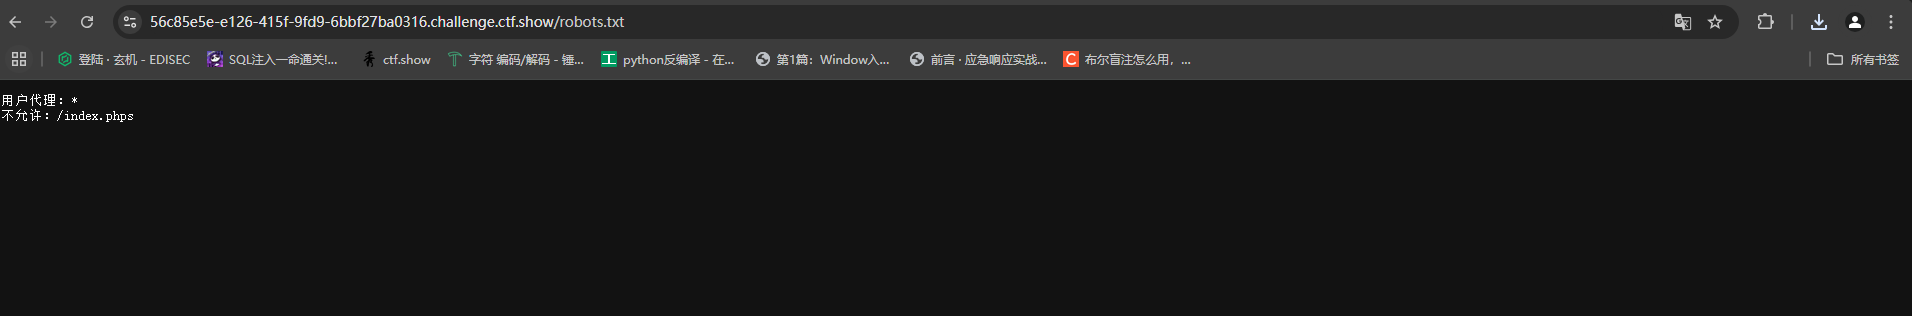 56c85e5e-e126-415f-9fd9-6bbf27ba0316.challenge.ctf.show/robots.txt
登陆 · 玄机 - EDISEC SQL注入一命通关!... ctf.show 字符 编码/解码 - 锤... python反编译 - 在... 第1篇：Window入... 前言 · 应急响应实战... 布尔盲注怎么用，... 所有书签
用户代理：*
不允许：/index.phps